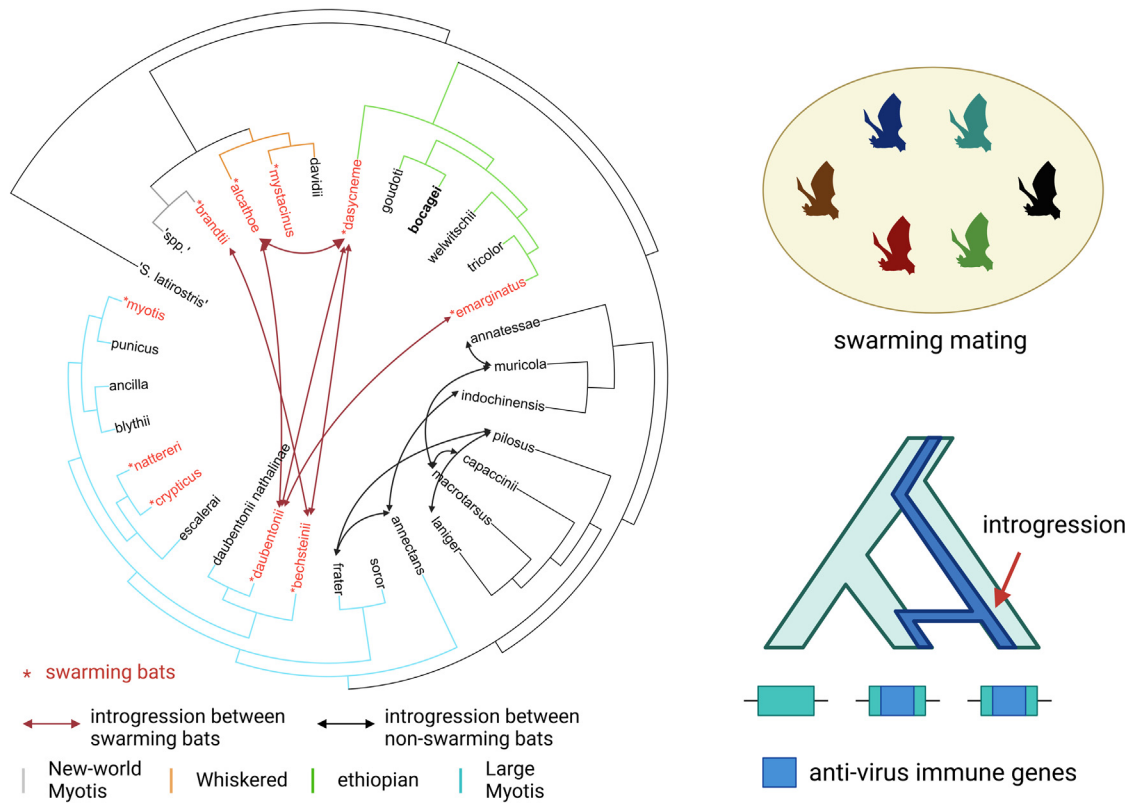 davidii
*mystacinus
*alcathoe
*brandtii
'spp.'
'S. latirostris'
*dasycneme
goudoti
bocagei
welwitschii
tricolor
*emarginatus
annatessae
muricola
indochinensis
pilosus
capaccinii
macrotarsus
laniger
annectans
soror
frater
*bechsteinii
*daubentonii
daubentonii nathalinae
escalerai
*crypticus
*nattereri
blythii
ancilla
punicus
*myotis
* swarming bats
introgression between
swarming bats
introgression between
non-swarming bats
New-world
Myotis
Whiskered
ethiopian
Large
Myotis
swarming mating
introgression
anti-virus immune genes